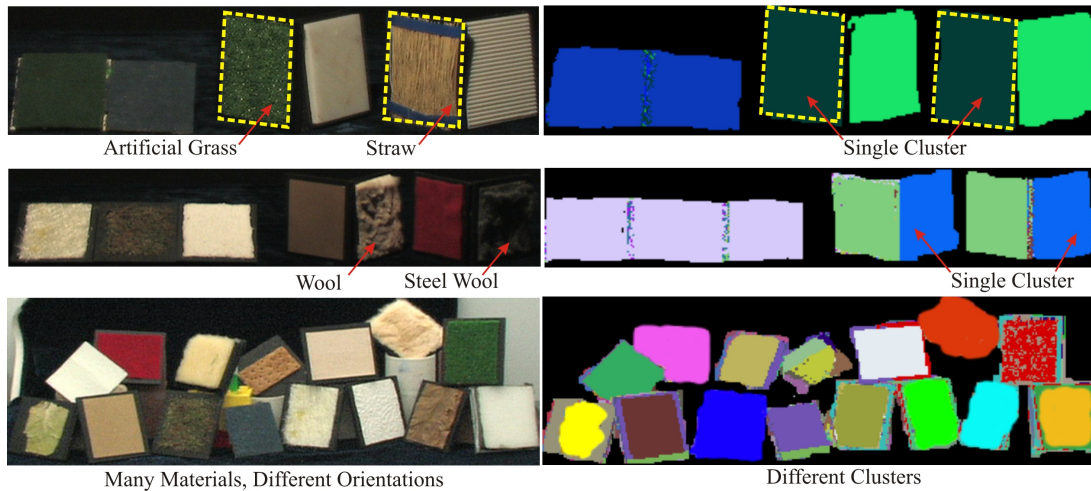 Artificial Grass
Straw
Single Cluster
Wool
Steel Wool
Single Cluster
Many Materials, Different Orientations
Different Clusters